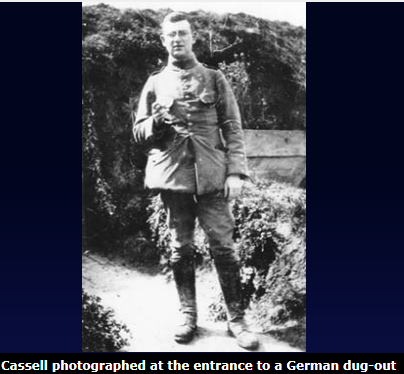 Cassell photographed at the entrance to a German dug-out